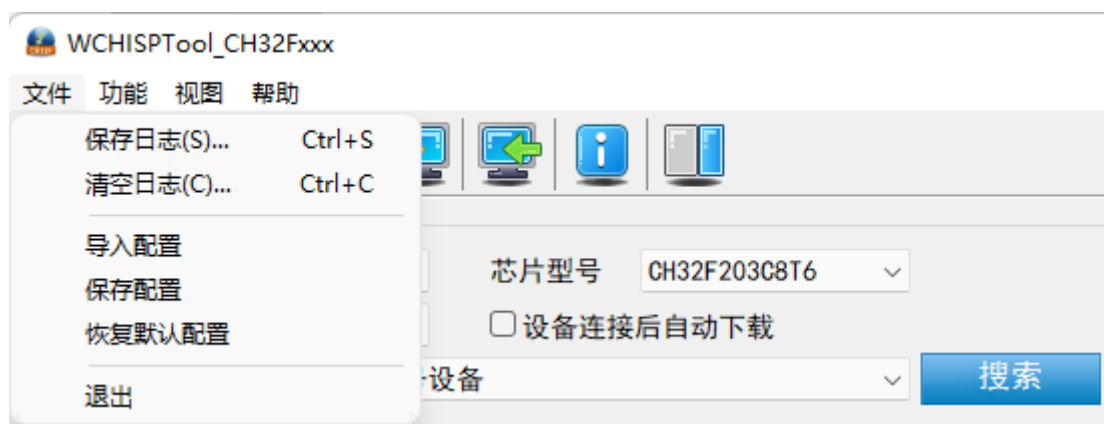 WCHISPTool_CH32Fxxx
文件 功能 视图 帮助
保存日志(S)... Ctrl+S
清空日志(C)... Ctrl+C
导入配置
保存配置
恢复默认配置
退出
芯片型号 CH32F203C8T6
设备连接后自动下载
设备
搜索